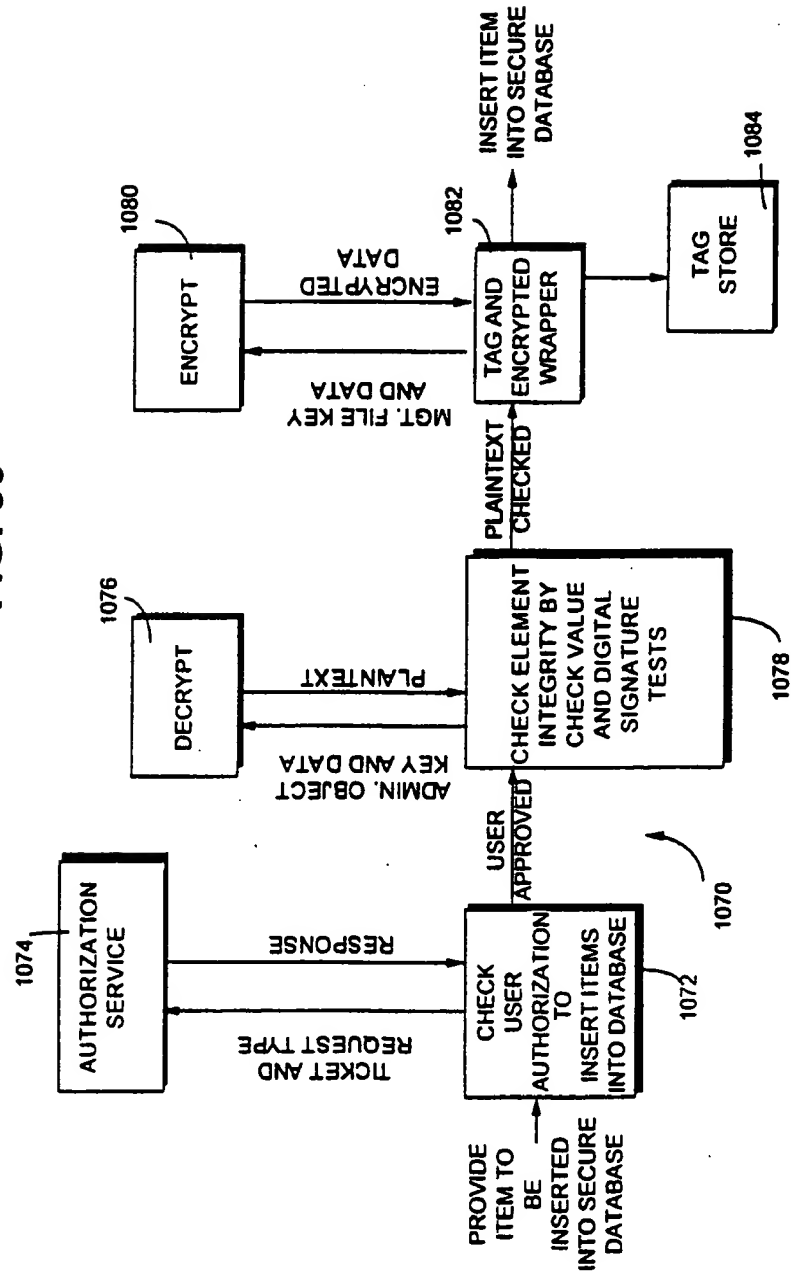 1074
AUTHORIZATION
SERVICE
TICKET AND
REQUEST TYPE
RESPONSE
PROVIDE
ITEM TO
BE
INSERTED
INTO SECURE
DATABASE
CHECK
USER
AUTHORIZATION
TO
INSERT ITEMS
INTO DATABASE
1072
1070
USER
APPROVED
1076
DECRYPT
ADMIN. OBJECT
KEY AND DATA
PLAINTEXT
CHECK ELEMENT
INTEGRITY BY
CHECK VALUE
AND DIGITAL
SIGNATURE
TESTS
1078
PLAINTEXT
CHECKED
1080
ENCRYPT
MGT. FILE KEY
AND DATA
ENCRYPTED
DATA
1082
TAG AND
ENCRYPTED
WRAPPER
INSERT ITEM
INTO SECURE
DATABASE
TAG
STORE
1084